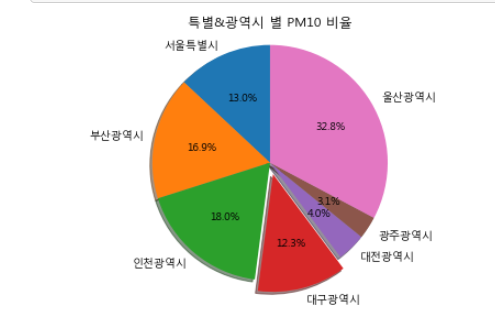 특별&광역시 별 PM10 비율
서울특별시
13.0%
울산광역시
32.8%
부산광역시
16.9%
18.0%
3.1%
4.0%
12.3%
광주광역시
대전광역시
인천광역시
대구광역시